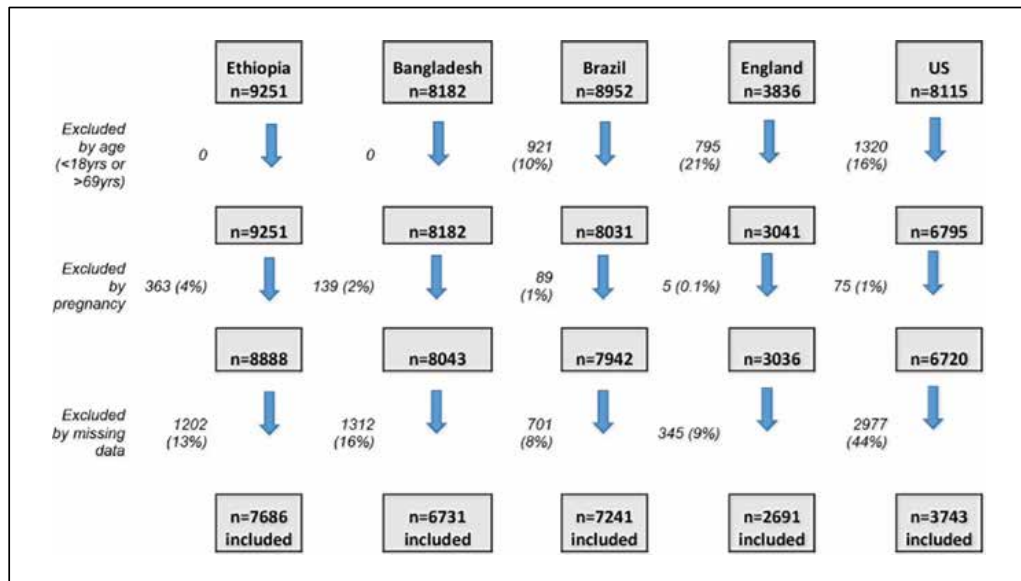 Ethiopia
n=9251
Bangladesh
n=8182
Brazil
n=8952
England
n=3836
US
n=8115
Excluded
by age
(<18yrs or
>69yrs)
0
0
921
(10%)
795
(21%)
1320
(16%)
n=9251
n=8182
n=8031
n=3041
n=6795
Excluded
by
pregnancy
363 (4%)
139 (2%)
89
(1%)
5 (0.1%)
75 (1%)
n=8888
n=8043
n=7942
n=3036
n=6720
Excluded
by missing
data
1202
(13%)
1312
(16%)
701
(8%)
345 (9%)
2977
(44%)
n=7686
included
n=6731
included
n=7241
included
n=2691
included
n=3743
included